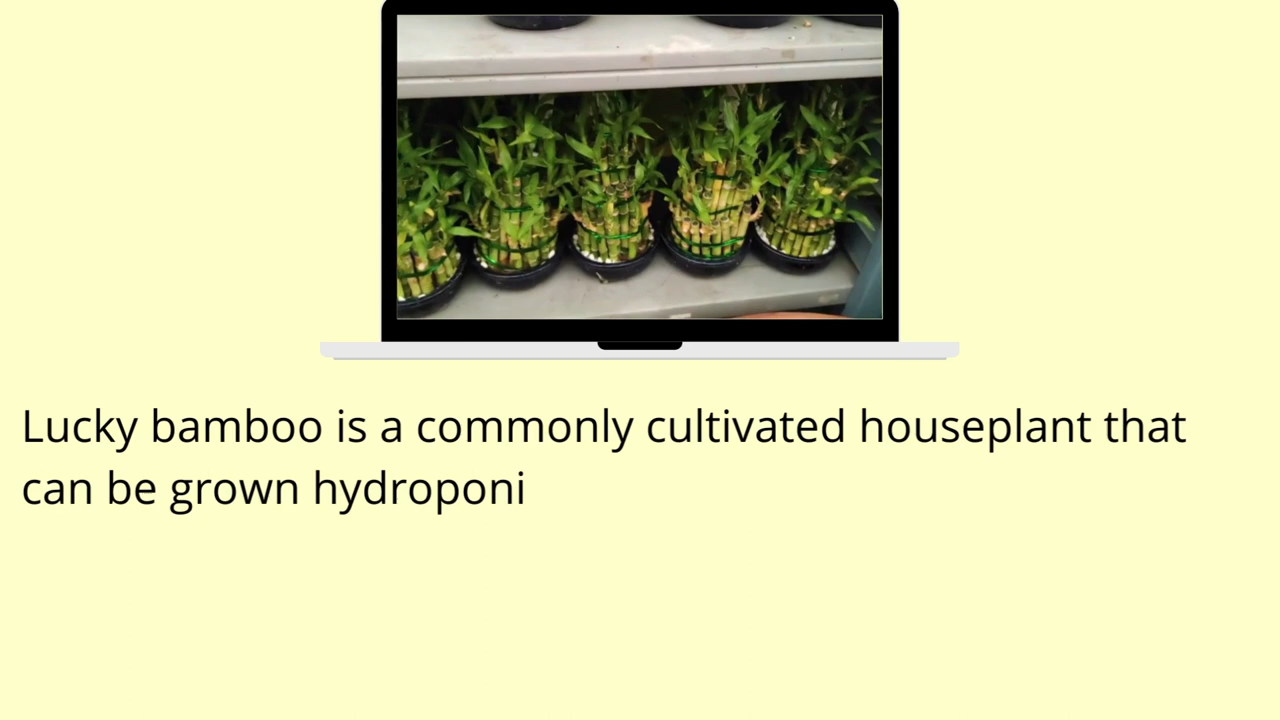 Lucky bamboo is a commonly cultivated houseplant that
can be grown hydroponi